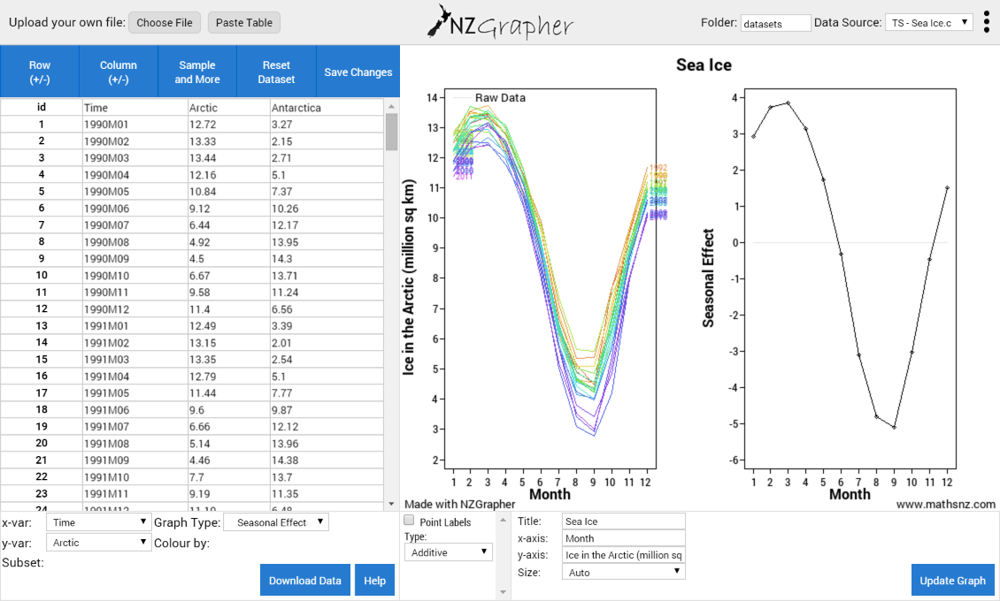 Upload your own file: Choose File Paste Table
NZGrapher
Folder: datasets Data Source: TS - Sea Ice.c
Row (+/-) Column (+/-) Sample and More Reset Dataset Save Changes
id Time Arctic Antarctica
1 1990M01 12.72 3.27
2 1990M02 13.33 2.15
3 1990M03 13.44 2.71
4 1990M04 12.16 5.1
5 1990M05 10.84 7.37
6 1990M06 9.12 10.26
7 1990M07 6.44 12.17
8 1990M08 4.92 13.95
9 1990M09 4.5 14.3
10 1990M10 6.67 13.71
11 1990M11 9.58 11.24
12 1990M12 11.4 6.56
13 1991M01 12.49 3.39
14 1991M02 13.15 2.01
15 1991M03 13.35 2.54
16 1991M04 12.79 5.1
17 1991M05 11.44 7.77
18 1991M06 9.6 9.87
19 1991M07 6.66 12.12
20 1991M08 5.14 13.96
21 1991M09 4.46 14.38
22 1991M10 7.7 13.7
23 1991M11 9.19 11.35
24 1991M12 11.19 6.48
Sea Ice
Raw Data
Ice in the Arctic (million sq km)
14
13
12
11
10
9
8
7
6
5
4
3
2
1992
2011
1 2 3 4 5 6 7 8 9 10 11 12
Month
Seasonal Effect
4
3
2
1
0
-1
-2
-3
-4
-5
-6
1 2 3 4 5 6 7 8 9 10 11 12
Month
Made with NZGrapher
www.mathsnz.com
x-var: Time Graph Type: Seasonal Effect
y-var: Arctic Colour by:
Subset:
Download Data Help
Point Labels
Type:
Additive
Title: Sea Ice
x-axis: Month
y-axis: Ice in the Arctic (million sq
Size: Auto
Update Graph